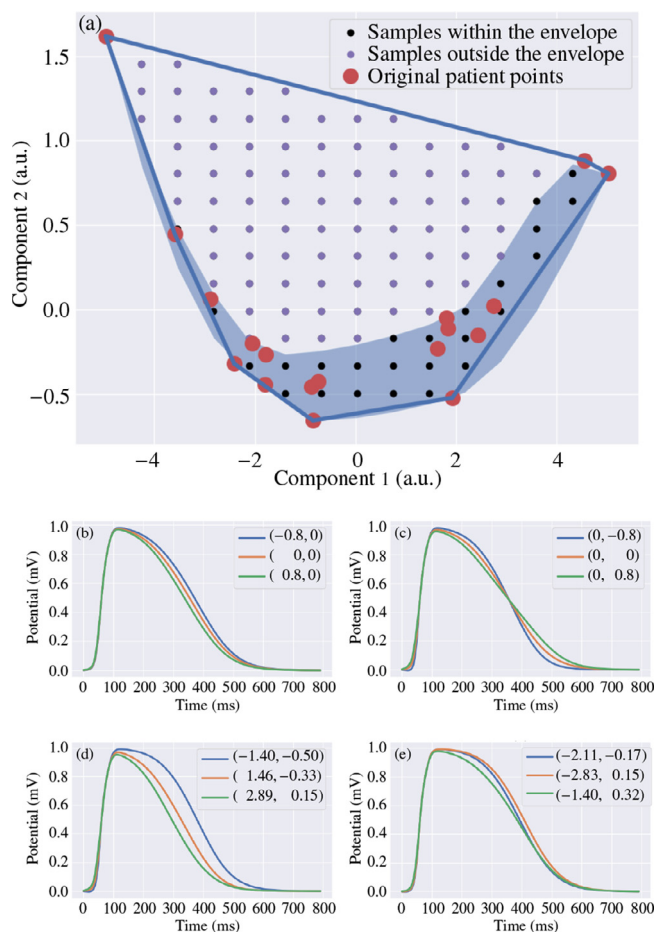 (a)
Samples within the envelope
Samples outside the envelope
Original patient points
1.5
1.0
0.5
0.0
−0.5
Component 2 (a.u.)
−4 −2 0 2 4
Component 1 (a.u.)
(b)
(−0.8, 0)
( 0, 0)
( 0.8, 0)
1.0
0.8
0.6
0.4
0.2
0.0
Potential (mV)
0 100 200 300 400 500 600 700 800
Time (ms)
(c)
(0, −0.8)
(0, 0)
(0, 0.8)
1.0
0.8
0.6
0.4
0.2
0.0
Potential (mV)
0 100 200 300 400 500 600 700 800
Time (ms)
(d)
(−1.40, −0.50)
( 1.46, −0.33)
( 2.89, 0.15)
1.0
0.8
0.6
0.4
0.2
0.0
Potential (mV)
0 100 200 300 400 500 600 700 800
Time (ms)
(e)
(−2.11, −0.17)
(−2.83, 0.15)
(−1.40, 0.32)
1.0
0.8
0.6
0.4
0.2
0.0
Potential (mV)
0 100 200 300 400 500 600 700 800
Time (ms)